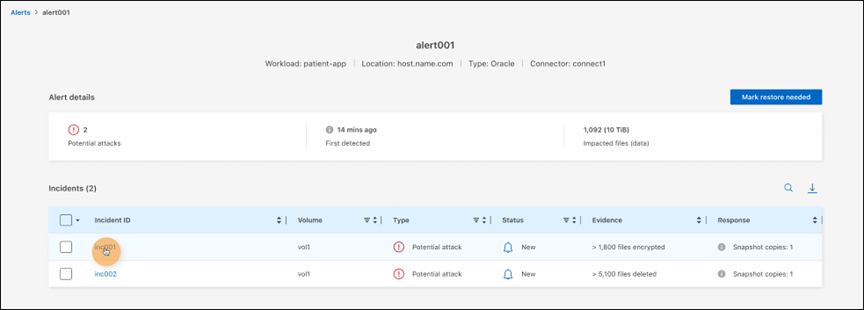 Alerts > alert001
alert001
Workload: patient-app | Location: host.name.com | Type: Oracle | Connector: connect1
Alert details
Mark restore needed
2 14 mins ago 1,092 (10 TiB)
Potential attacks First detected Impacted files (data)
Incidents (2)
Incident ID Volume Type Status Evidence Response
inc001 vol1 Potential attack New > 1,800 files encrypted Snapshot copies: 1
inc002 vol1 Potential attack New > 5,100 files deleted Snapshot copies: 1